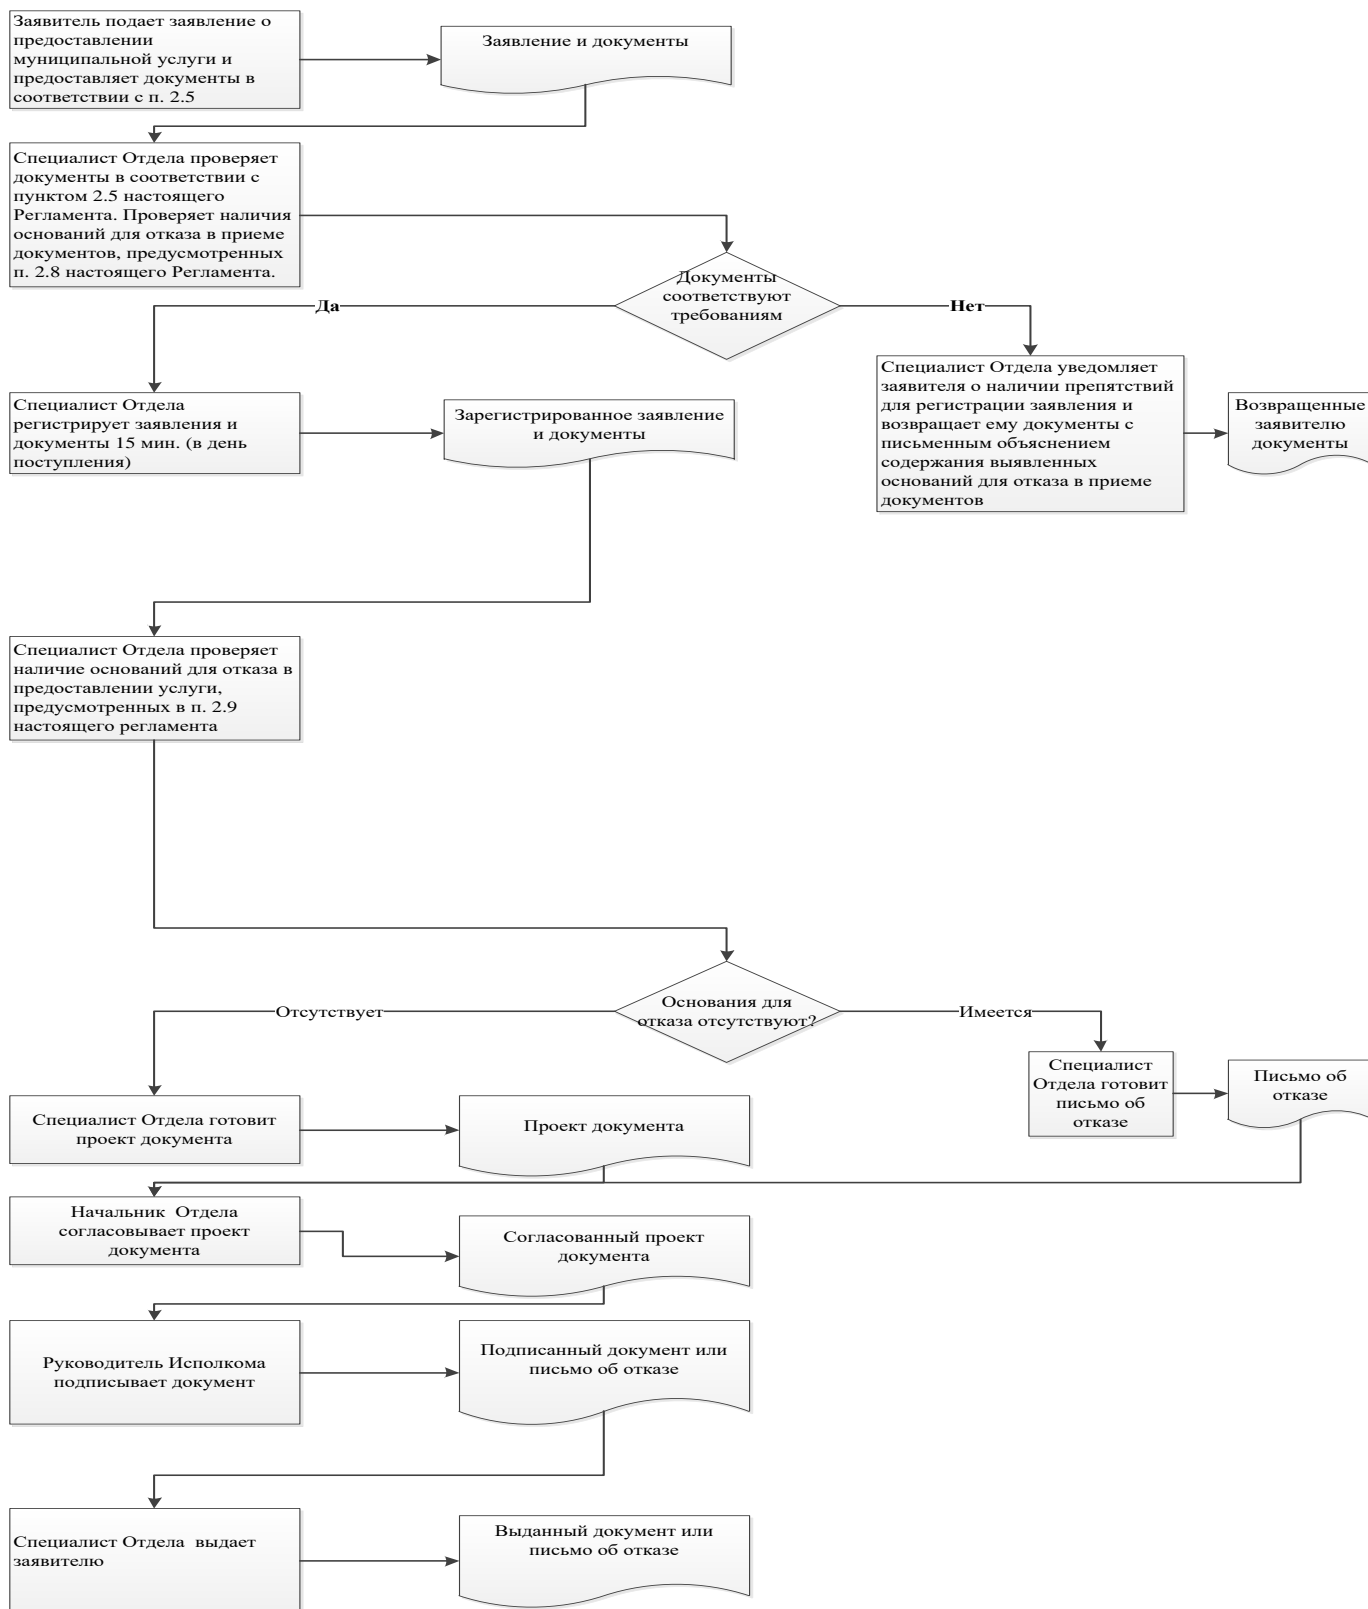 Заявитель подает заявление о
предоставлении
муниципальной услуги и
предоставляет документы в
соответствии с п. 2.5
Заявление и документы
Специалист Отдела проверяет
документы в соответствии с
пунктом 2.5 настоящего
Регламента. Проверяет наличия
оснований для отказа в приеме
документов, предусмотренных
п. 2.8 настоящего Регламента.
Документы
соответствуют
требованиям
Да
Нет
Специалист Отдела
регистрирует заявления и
документы 15 мин. (в день
поступления)
Зарегистрированное заявление
и документы
Специалист Отдела уведомляет
заявителя о наличии препятствий
для регистрации заявления и
возвращает ему документы с
письменным объяснением
содержания выявленных
оснований для отказа в приеме
документов
Возвращенные
заявителю
документы
Специалист Отдела проверяет
наличие оснований для отказа в
предоставлении услуги,
предусмотренных в п. 2.9
настоящего регламента
Основания для
отказа отсутствуют?
Отсутствует
Имеется
Специалист
Отдела готовит
письмо об
отказе
Письмо об
отказе
Специалист Отдела готовит
проект документа
Проект документа
Начальник  Отдела
согласовывает проект
документа
Согласованный проект
документа
Руководитель Исполкома
подписывает документ
Подписанный документ или
письмо об отказе
Специалист Отдела  выдает
заявителю
Выданный документ или
письмо об отказе